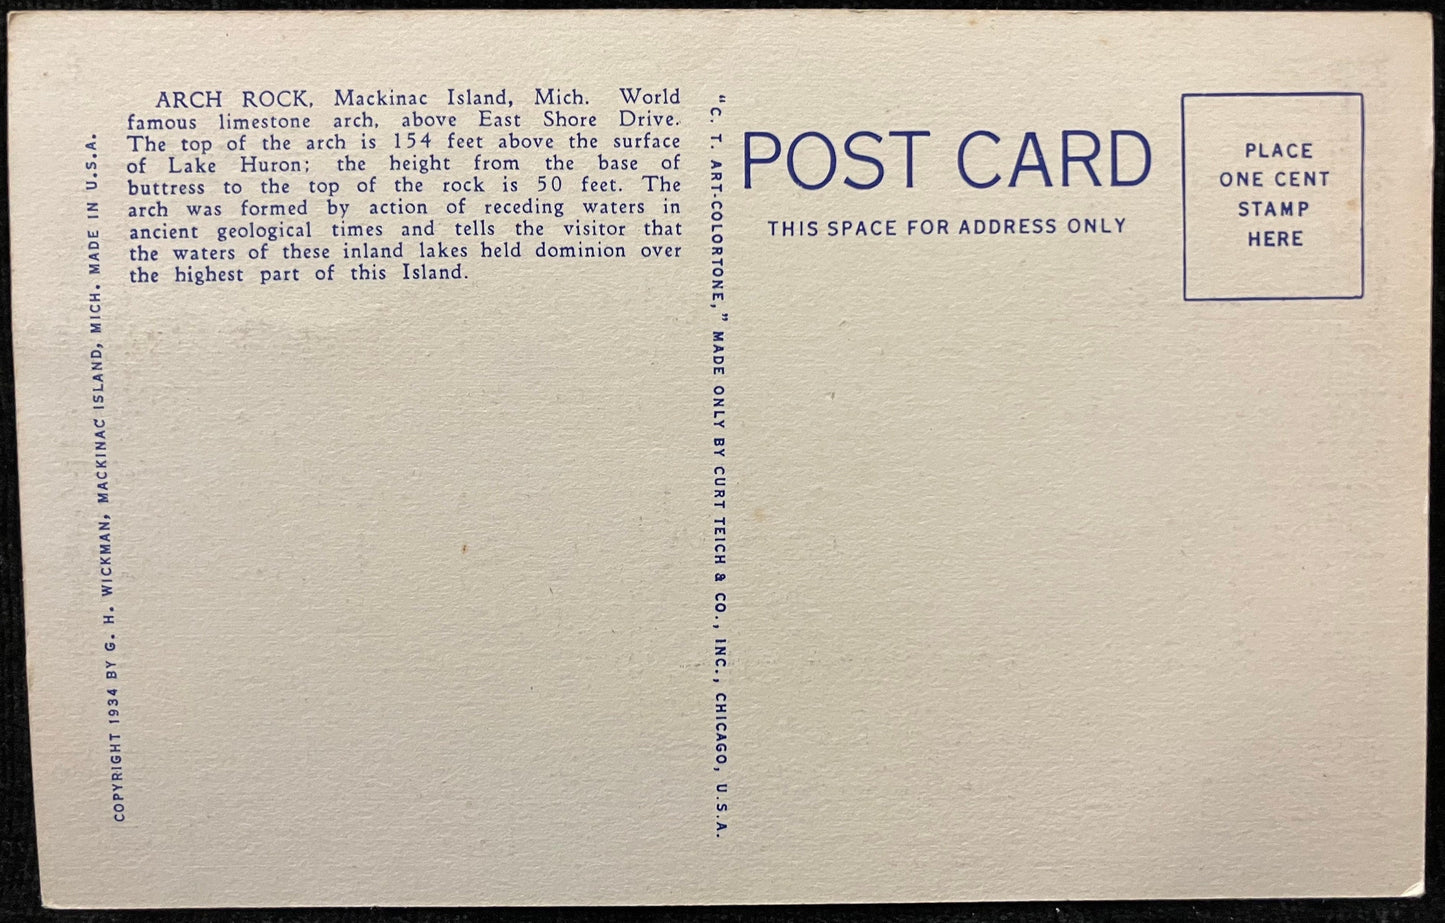 ARCH ROCK, Mackinac Island, Mich. World
famous limestone arch, above East Shore Drive.
The top of the arch is 154 feet above the surface
of Lake Huron; the height from the base of
buttress to the top of the rock is 50 feet. The
arch was formed by action of receding waters in
ancient geological times and tells the visitor that
the waters of these inland lakes held dominion over
the highest part of this Island.
COPYRIGHT 1934 BY G. H. WICKMAN, MACKINAC ISLAND, MICH. MADE IN U.S.A.
"C. T. ART-COLORTONE," MADE ONLY BY CURT TEICH & CO., INC., CHICAGO, U.S.A.
POST CARD
THIS SPACE FOR ADDRESS ONLY
PLACE
ONE CENT
STAMP
HERE